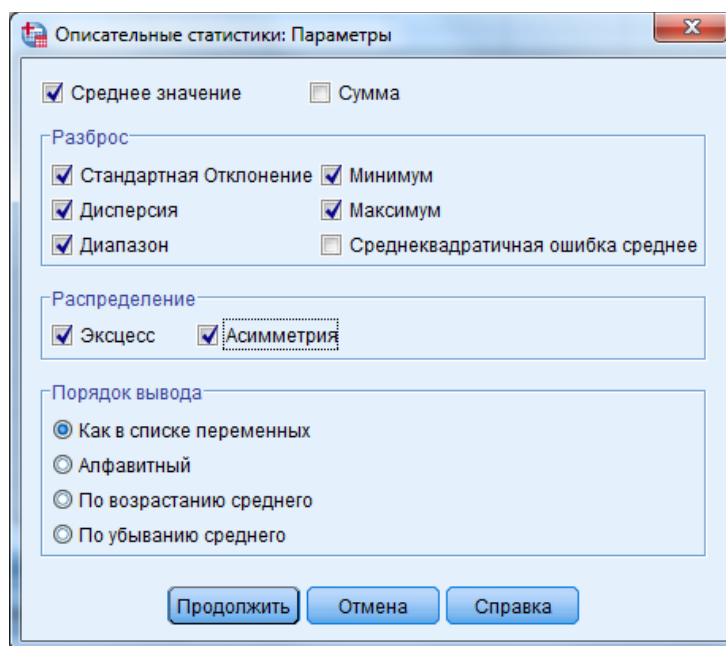 Описательные статистики: Параметры
Среднее значение Сумма
Разброс
Стандартная Отклонение Минимум
Дисперсия Максимум
Диапазон Среднеквадратичная ошибка среднее
Распределение
Эксцесс Асимметрия
Порядок вывода
Как в списке переменных
Алфавитный
По возрастанию среднего
По убыванию среднего
Продолжить Отмена Справка